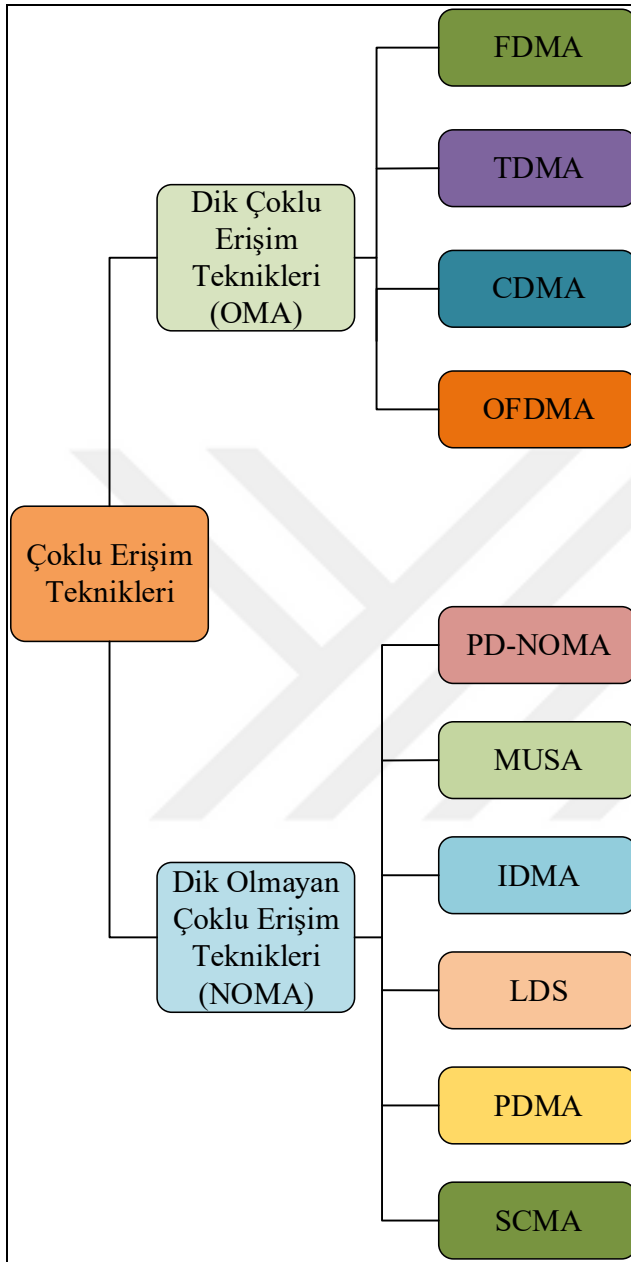 FDMA
TDMA
Dik Çoklu
Erişim
Teknikleri
(OMA)
CDMA
OFDMA
Çoklu Erişim
Teknikleri
PD-NOMA
MUSA
IDMA
Dik Olmayan
Çoklu Erişim
Teknikleri
(NOMA)
LDS
PDMA
SCMA